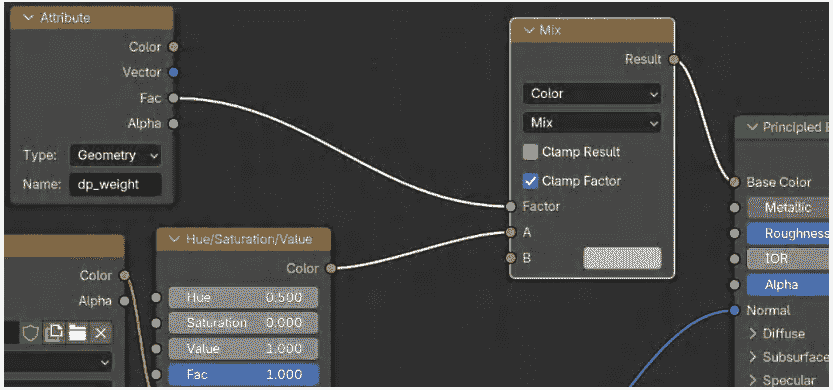 Attribute
Color
Vector
Fac
Alpha
Type: Geometry
Name: dp_weight
Color
Alpha
Hue/Saturation/Value
Color
Hue 0.500
Saturation 0.000
Value 1.000
Fac 1.000
Mix
Result
Color
Mix
Clamp Result
Clamp Factor
Factor
A
B
Principled B
Base Color
Metallic
Roughness
IOR
Alpha
Normal
Diffuse
Subsurface
Specular